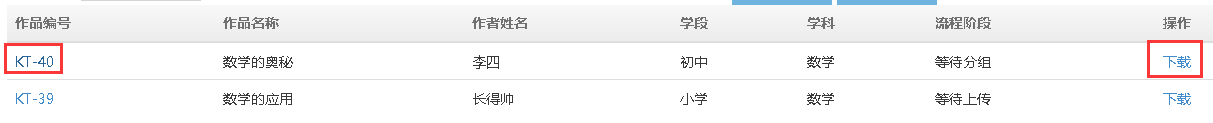 作品编号 作品名称 作者姓名 学段 学科 流程阶段 操作
KT-40 数学的奥秘 李四 初中 数学 等待分组 下载
KT-39 数学的应用 长得帅 小学 数学 等待上传 下载